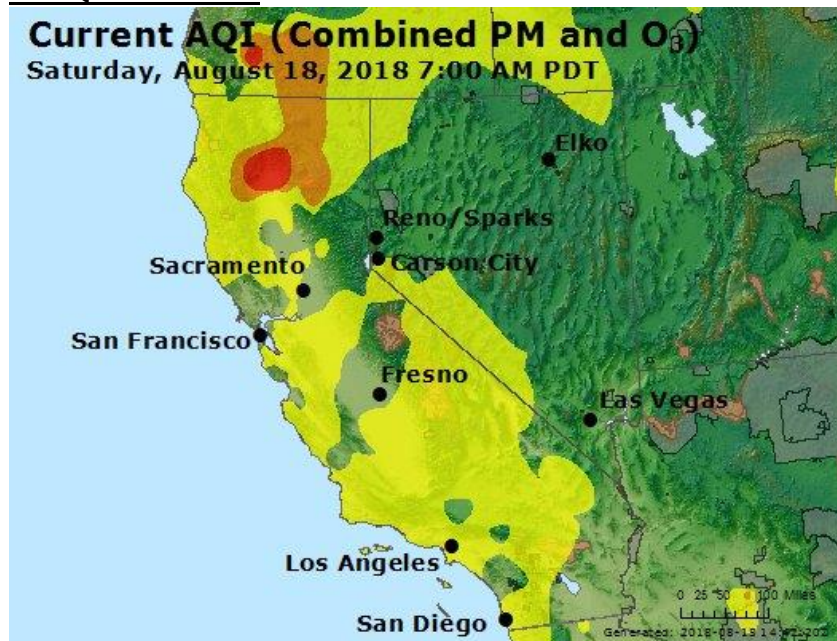 Current AQI (Combined PM and O3)
Saturday, August 18, 2018 7:00 AM PDT
Elko
Reno/Sparks
Sacramento
Carson City
San Francisco
Fresno
Las Vegas
Los Angeles
0 25 50 100 Miles
San Diego